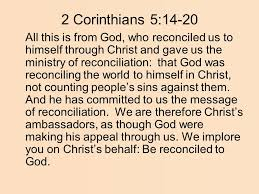 2 Corinthians 5:14-20
All this is from God, who reconciled us to
himself through Christ and gave us the
ministry of reconciliation:  that God was
reconciling the world to himself in Christ,
not counting people’s sins against them.
And he has committed to us the message
of reconciliation.  We are therefore Christ’s
ambassadors, as though God were
making his appeal through us. We implore
you on Christ’s behalf: Be reconciled to
God.